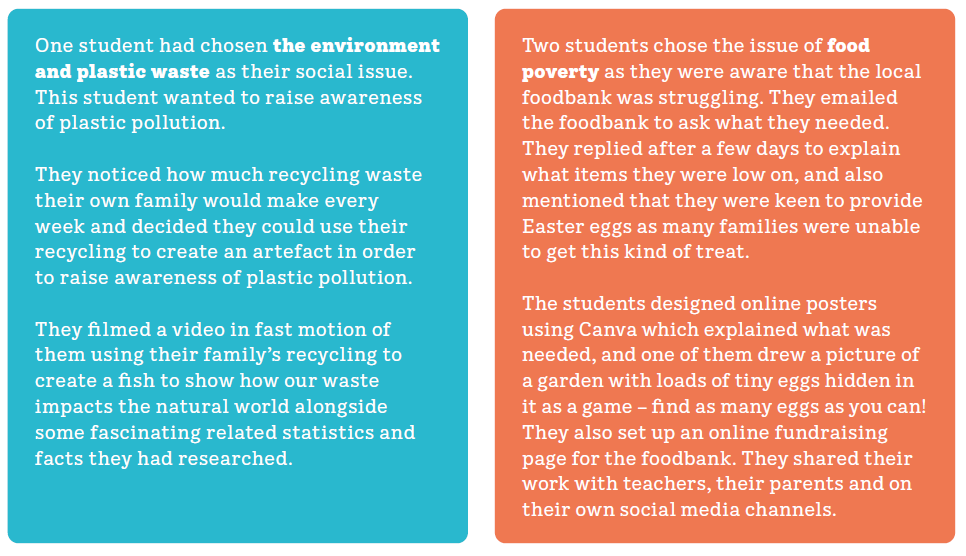 One student had chosen the environment
and plastic waste as their social issue.
This student wanted to raise awareness
of plastic pollution.
They noticed how much recycling waste
their own family would make every
week and decided they could use their
recycling to create an artefact in order
to raise awareness of plastic pollution.
They filmed a video in fast motion of
them using their family's recycling to
create a fish to show how our waste
impacts the natural world alongside
some fascinating related statistics and
facts they had researched.
Two students chose the issue of food
poverty as they were aware that the local
foodbank was struggling. They emailed
the foodbank to ask what they needed.
They replied after a few days to explain
what items they were low on, and also
mentioned that they were keen to provide
Easter eggs as many families were unable
to get this kind of treat.
The students designed online posters
using Canva which explained what was
needed, and one of them drew a picture of
a garden with loads of tiny eggs hidden in
it as a game – find as many eggs as you can!
They also set up an online fundraising
page for the foodbank. They shared their
work with teachers, their parents and on
their own social media channels.